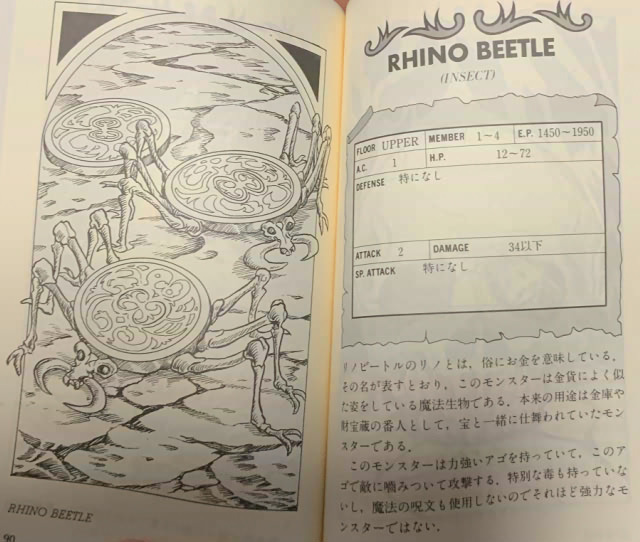 RHINO BEETLE
90
RHINO BEETLE
(INSECT)
FLOOR UPPER MEMBER 1〜4 E.P. 1450〜1950
A.C. 1 H.P. 12〜72
DEFENSE 特になし
ATTACK 2 DAMAGE 34以下
SP. ATTACK 特になし
リノビートルのリノとは，俗にお金を意味している．
その名が表すとおり，このモンスターは金貨によく似
た姿をしている魔法生物である．本来の用途は金庫や
財宝蔵の番人として，宝と一緒に仕舞われていたモン
スターである．
このモンスターは力強いアゴを持っていて，このア
ゴで敵に噛みついて攻撃する．特別な毒も持っていな
いし，魔法の呪文も使用しないのでそれほど強力なモ
ンスターではない．